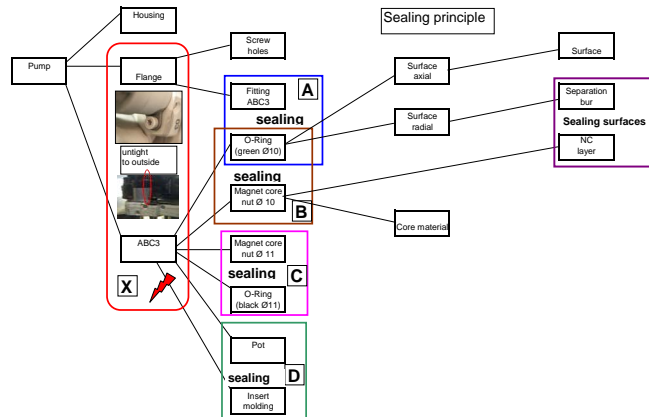 Sealing principle
Housing
Pump
Flange
Screw
holes
Fitting
ABC3
A
sealing
O-Ring
(green Ø10)
sealing
Magnet core
nut Ø 10
B
untight
to outside
ABC3
X
Magnet core
nut Ø 11
sealing
C
O-Ring
(black Ø11)
Pot
sealing
D
Insert
molding
Surface
axial
Surface
radial
Core material
Surface
Separation
bur
Sealing surfaces
NC
layer